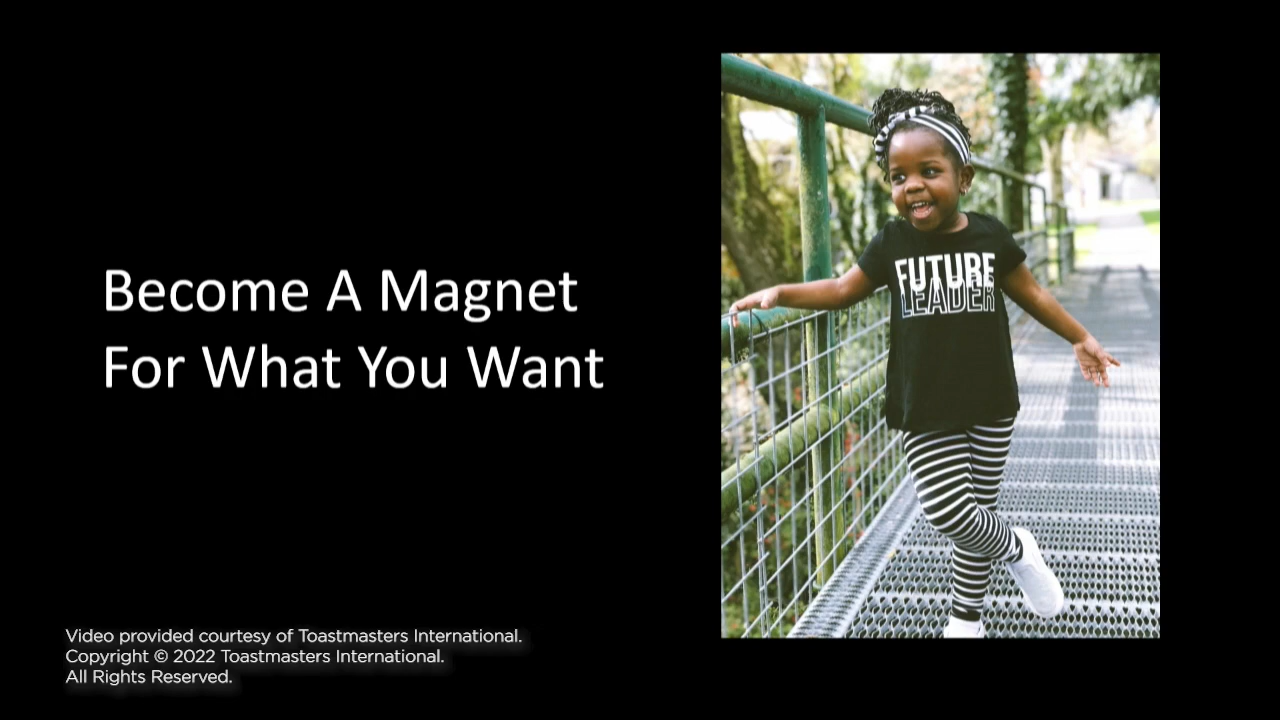 Become A Magnet
For What You Want
FUTURE
LEADER
Video provided courtesy of Toastmasters International.
Copyright © 2022 Toastmasters International.
All Rights Reserved.